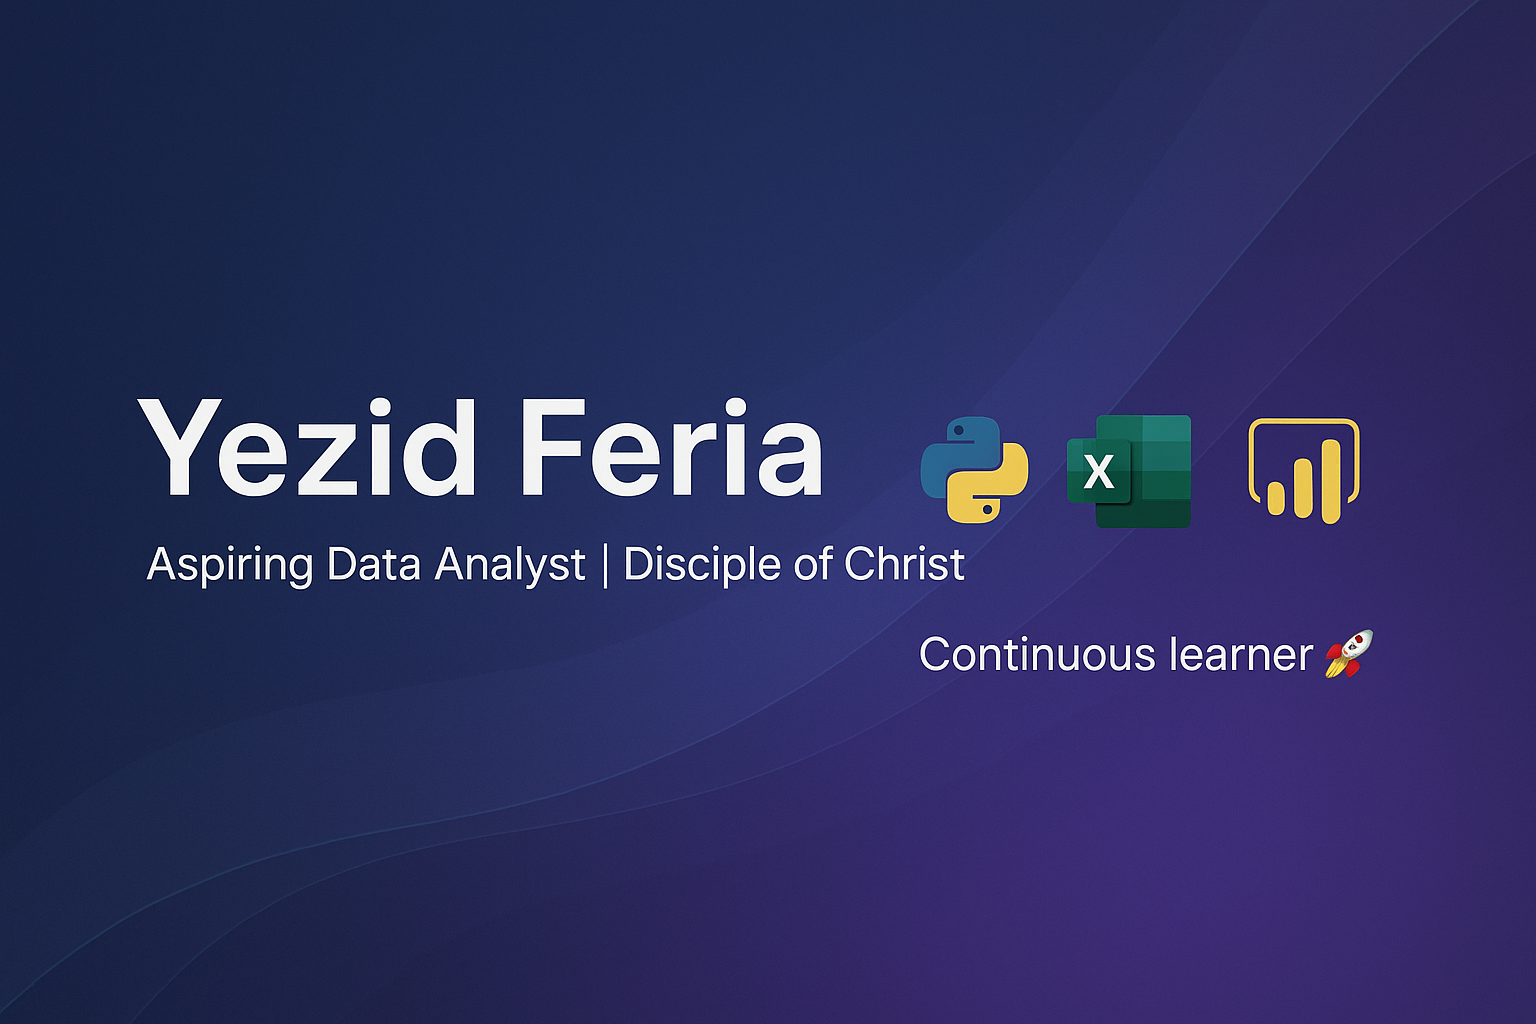 Yezid Feria
X
Aspiring Data Analyst | Disciple of Christ
Continuous learner 🚀